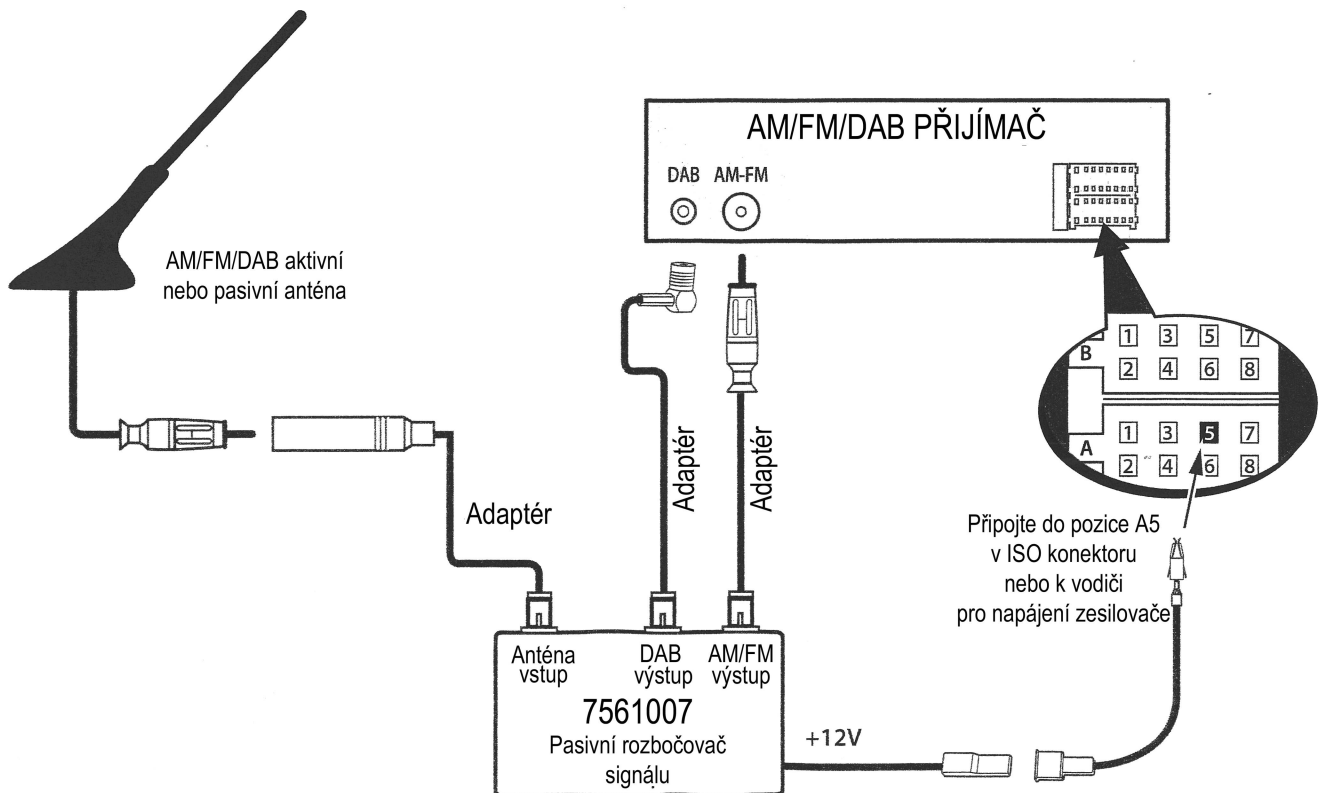 AM/FM/DAB PŘIJÍMAČ
DAB AM-FM
AM/FM/DAB aktivní
nebo pasivní anténa
B
1 3 5 7
2 4 6 8
A
1 3 5 7
2 4 6 8
Adaptér
Adaptér
Adaptér
Připojte do pozice A5
v ISO konektoru
nebo k vodiči
pro napájení zesilovače
Anténa
vstup
DAB
výstup
AM/FM
výstup
7561007
Pasivní rozbočovač
signálu
+12V